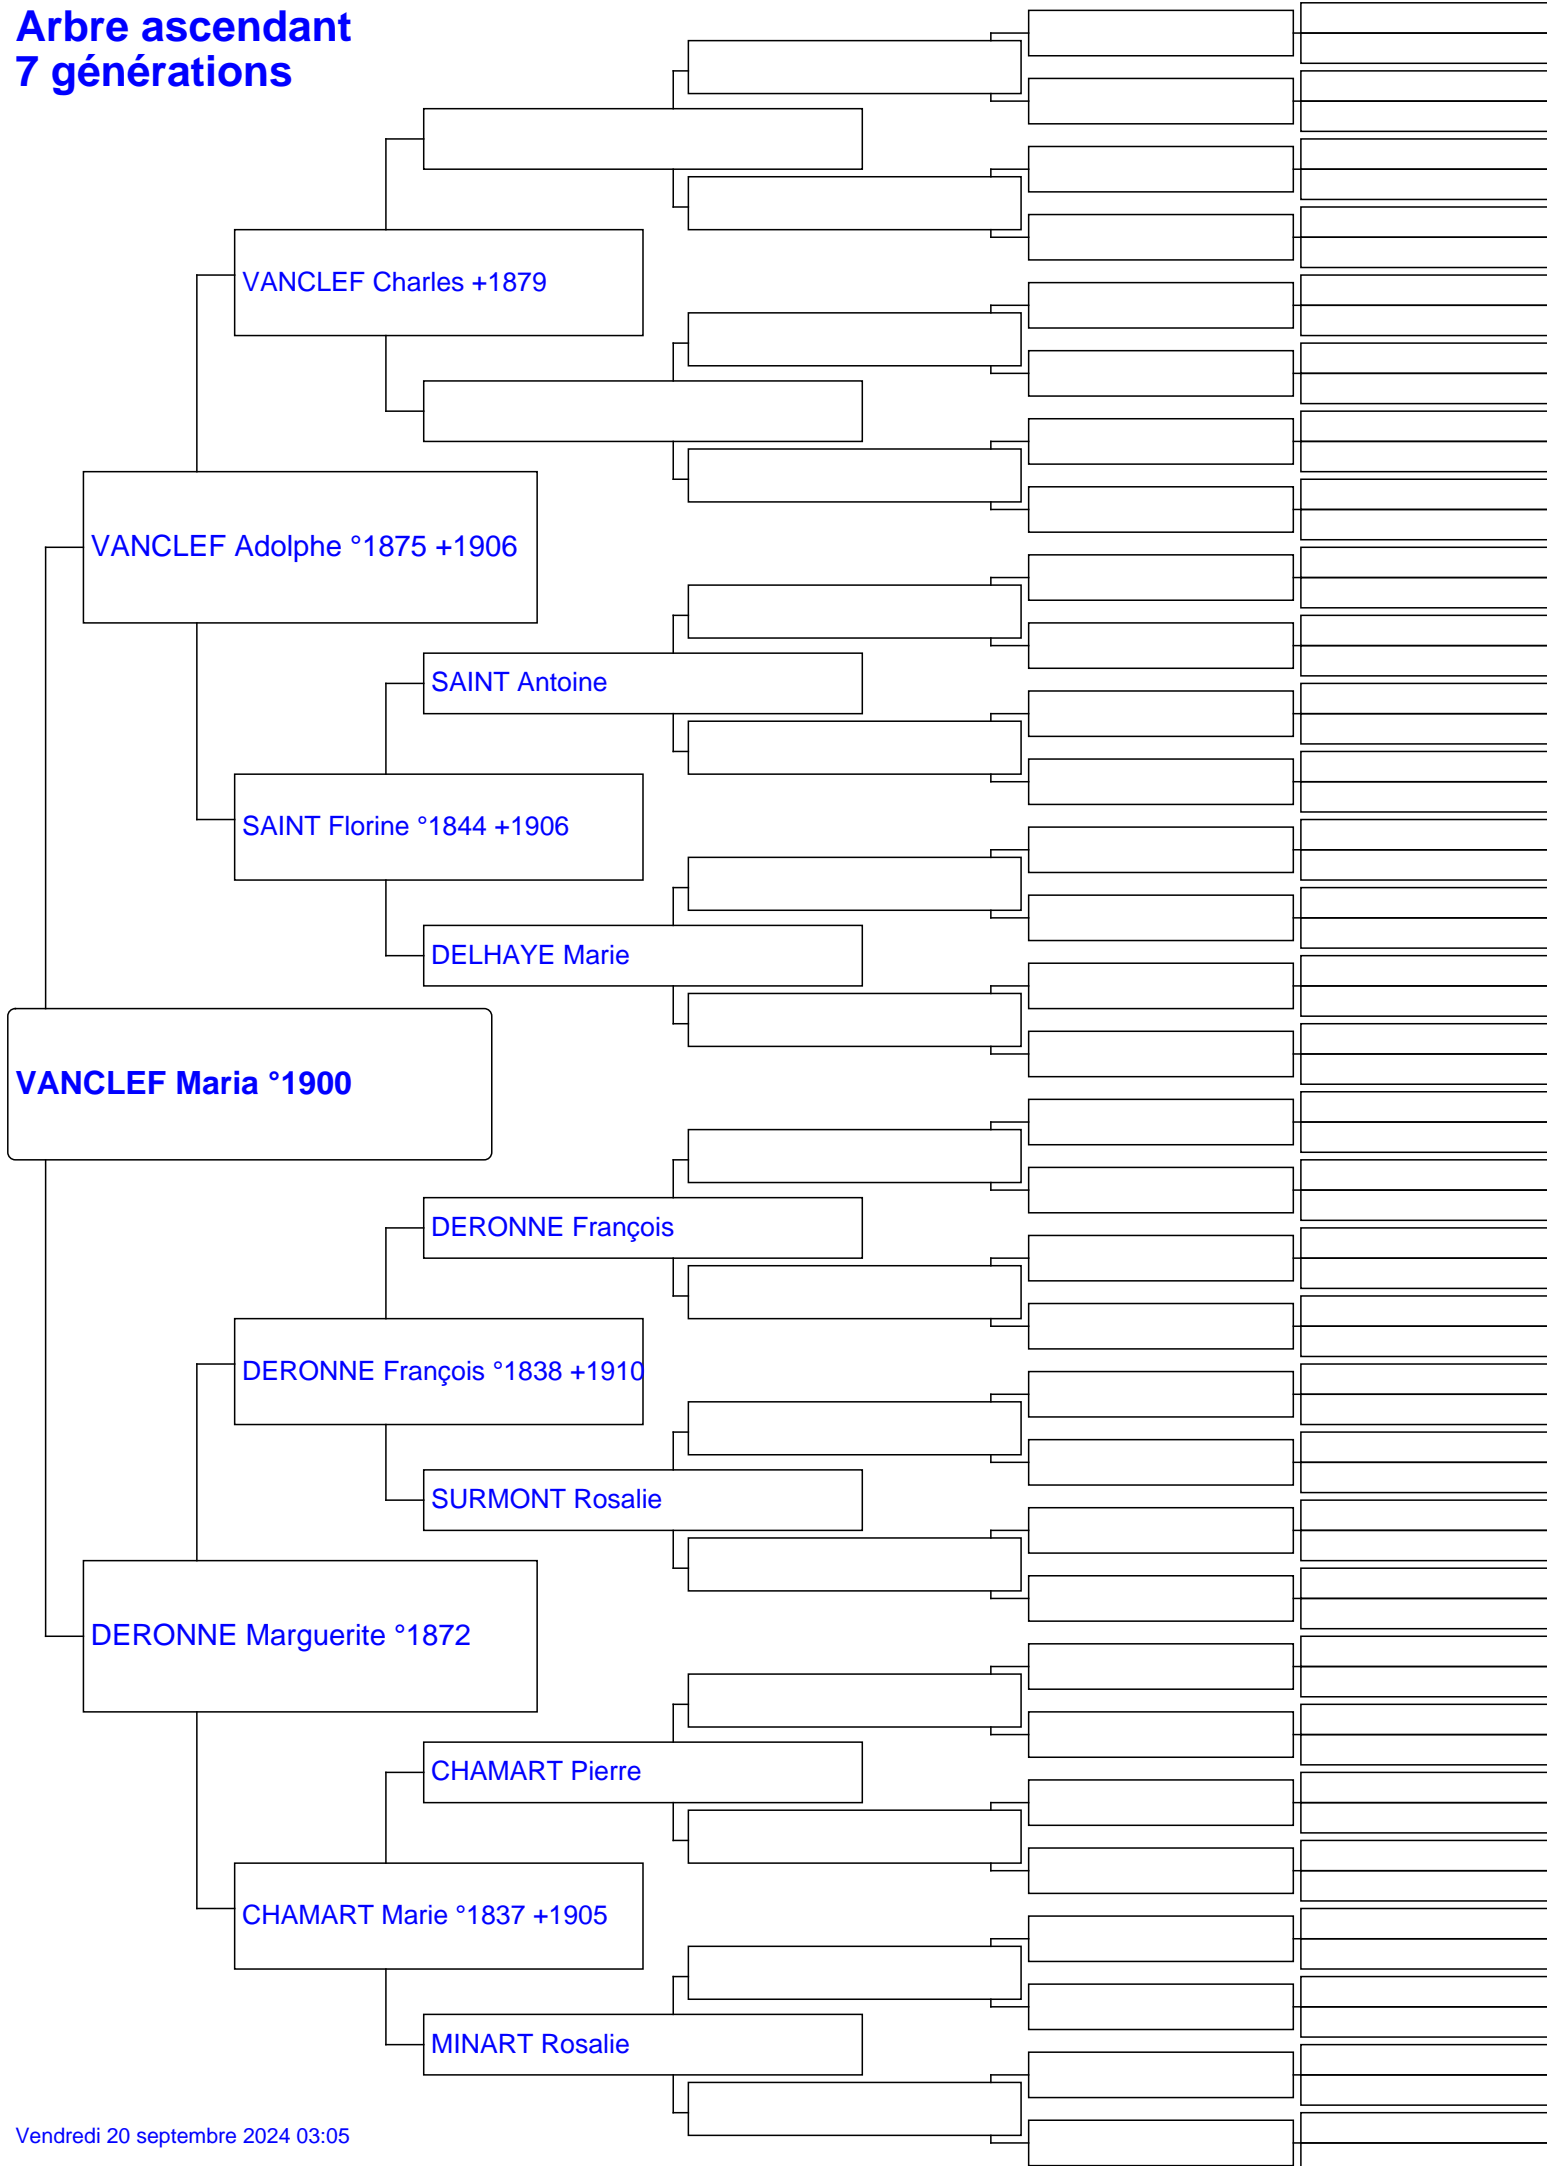 Arbre ascendant
7 générations
VANCLEF Charles +1879
VANCLEF Adolphe °1875 +1906
SAINT Antoine
SAINT Florine °1844 +1906
DELHAYE Marie
VANCLEF Maria °1900
DERONNE François
DERONNE François °1838 +1910
SURMONT Rosalie
DERONNE Marguerite °1872
CHAMART Pierre
CHAMART Marie °1837 +1905
MINART Rosalie
Vendredi 20 septembre 2024 03:05